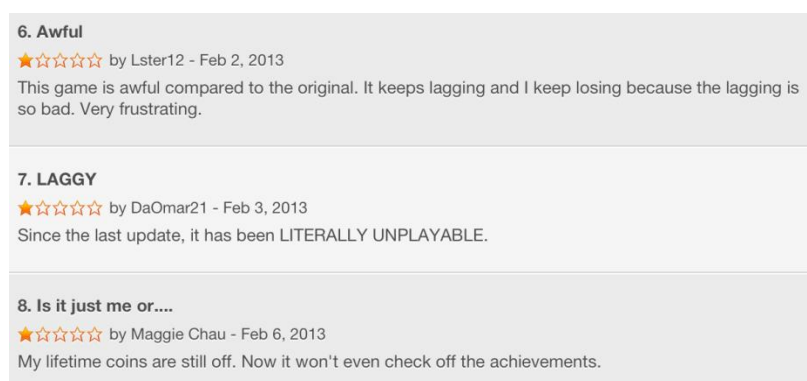 6. Awful
by Lster12 - Feb 2, 2013
This game is awful compared to the original. It keeps lagging and I keep losing because the lagging is
so bad. Very frustrating.
7. LAGGY
by DaOmar21 - Feb 3, 2013
Since the last update, it has been LITERALLY UNPLAYABLE.
8. Is it just me or....
by Maggie Chau - Feb 6, 2013
My lifetime coins are still off. Now it won't even check off the achievements.